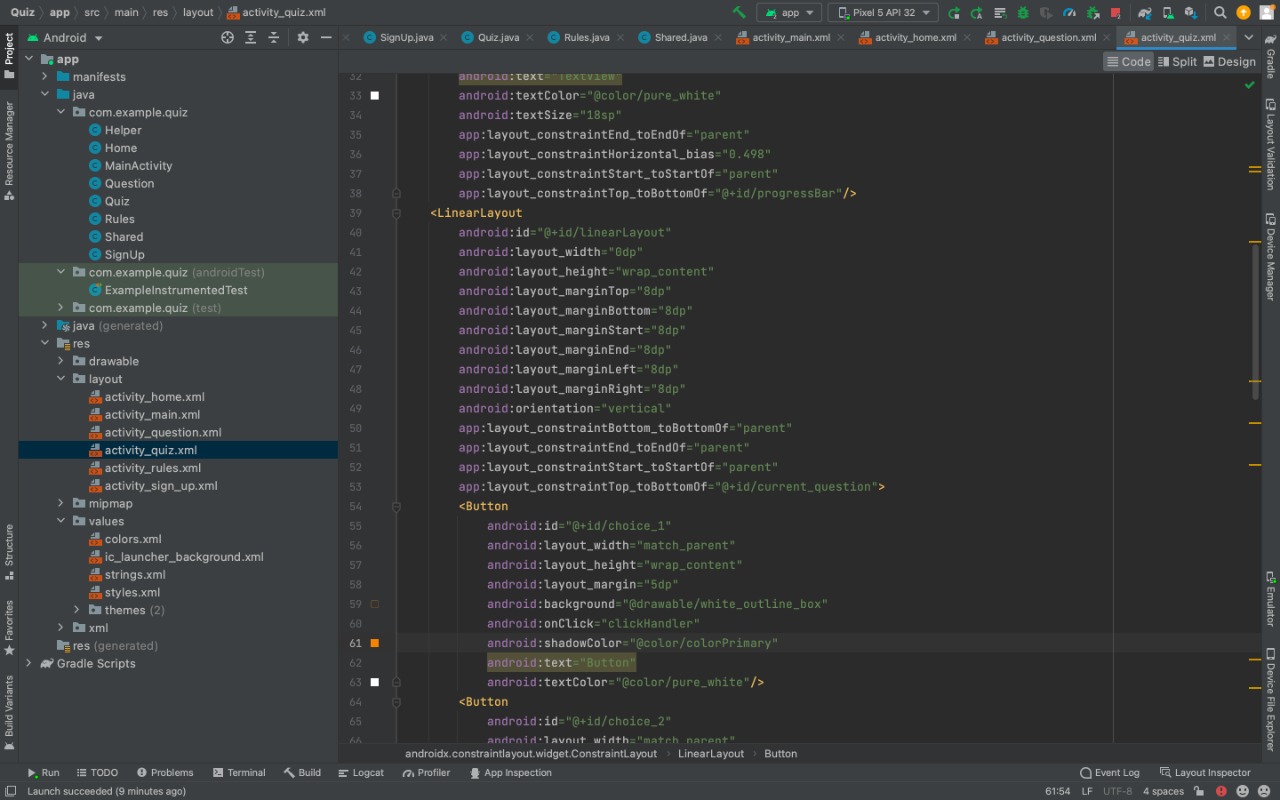 Quiz app src main res layout activity_quiz.xml app Pixel 5 API 32
Project
Android
SignUp.java Quiz.java Rules.java Shared.java activity_main.xml activity_home.xml activity_question.xml activity_quiz.xml
Code Split Design
Resource Manager
Structure
Favorites
Build Variants
app
manifests
java
com.example.quiz
Helper
Home
MainActivity
Question
Quiz
Rules
Shared
SignUp
com.example.quiz (androidTest)
ExampleInstrumentedTest
com.example.quiz (test)
java (generated)
res
drawable
layout
activity_home.xml
activity_main.xml
activity_question.xml
activity_quiz.xml
activity_rules.xml
activity_sign_up.xml
mipmap
values
colors.xml
ic_launcher_background.xml
strings.xml
styles.xml
themes (2)
xml
res (generated)
Gradle Scripts
32 android:text="TextView"
33 android:textColor="@color/pure_white"
34 android:textSize="18sp"
35 app:layout_constraintEnd_toEndOf="parent"
36 app:layout_constraintHorizontal_bias="0.498"
37 app:layout_constraintStart_toStartOf="parent"
38 app:layout_constraintTop_toBottomOf="@+id/progressBar"/>
39 <LinearLayout
40 android:id="@+id/linearLayout"
41 android:layout_width="0dp"
42 android:layout_height="wrap_content"
43 android:layout_marginTop="8dp"
44 android:layout_marginBottom="8dp"
45 android:layout_marginStart="8dp"
46 android:layout_marginEnd="8dp"
47 android:layout_marginLeft="8dp"
48 android:layout_marginRight="8dp"
49 android:orientation="vertical"
50 app:layout_constraintBottom_toBottomOf="parent"
51 app:layout_constraintEnd_toEndOf="parent"
52 app:layout_constraintStart_toStartOf="parent"
53 app:layout_constraintTop_toBottomOf="@+id/current_question">
54 <Button
55 android:id="@+id/choice_1"
56 android:layout_width="match_parent"
57 android:layout_height="wrap_content"
58 android:layout_margin="5dp"
59 android:background="@drawable/white_outline_box"
60 android:onClick="clickHandler"
61 android:shadowColor="@color/colorPrimary"
62 android:text="Button"
63 android:textColor="@color/pure_white"/>
64 <Button
65 android:id="@+id/choice_2"
66 android:layout_width="match_parent"
Gradle
Layout Validation
Device Manager
Emulator
Device File Explorer
androidx.constraintlayout.widget.ConstraintLayout LinearLayout Button
Run TODO Problems Terminal Build Logcat Profiler App Inspection Event Log Layout Inspector
Launch succeeded (9 minutes ago) 61:54 LF UTF-8 4 spaces